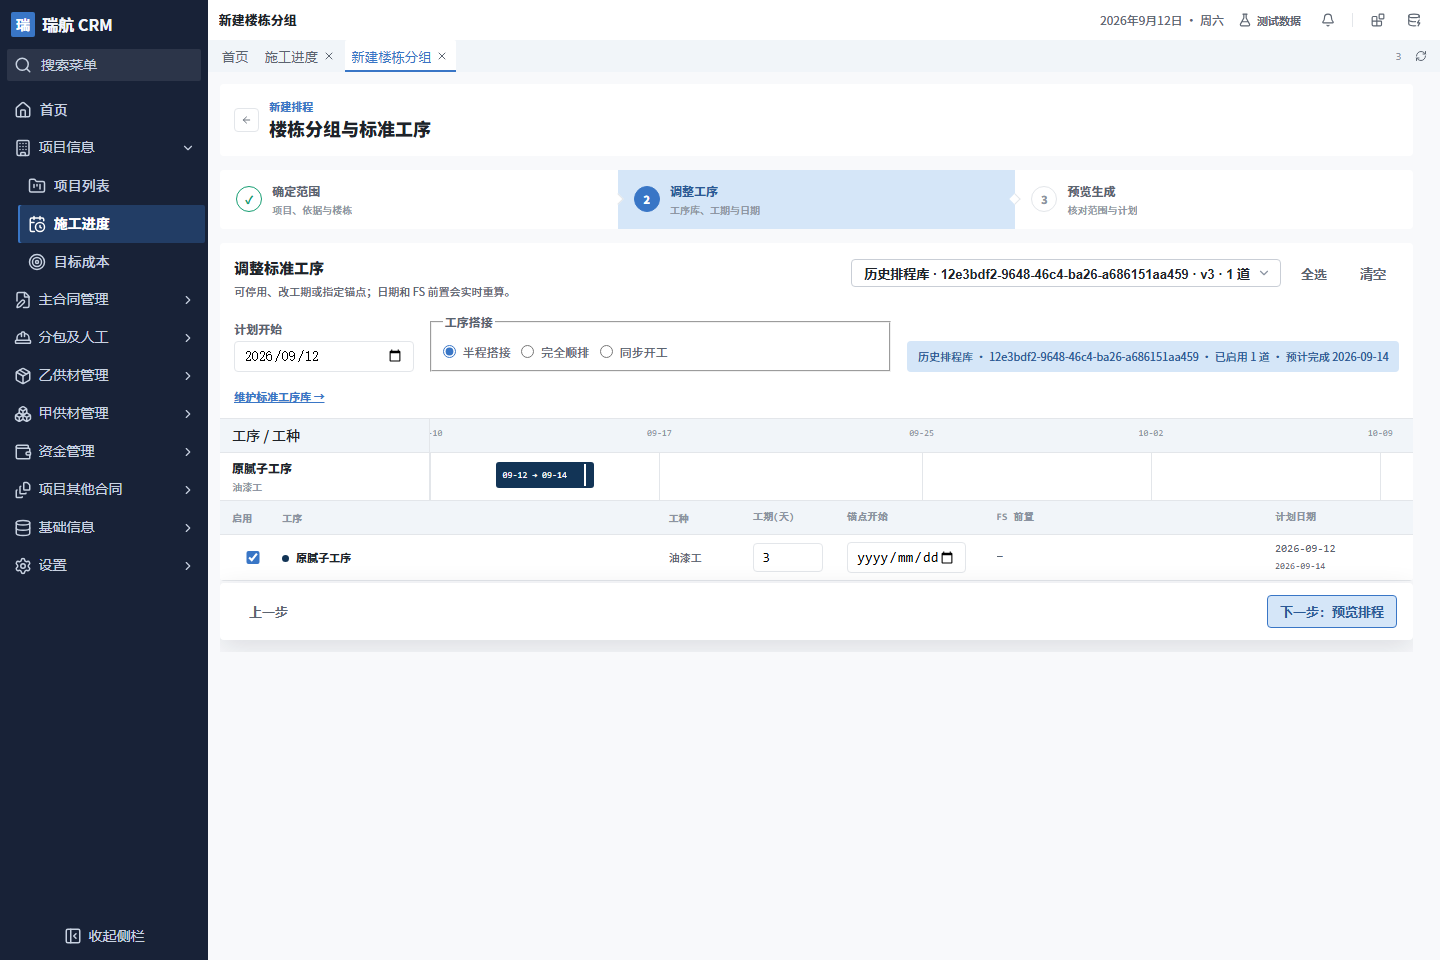 瑞 瑞航 CRM
搜索菜单
首页
项目信息
项目列表
施工进度
目标成本
主合同管理
分包及人工
乙供材管理
甲供材管理
资金管理
项目其他合同
基础信息
设置
收起侧栏
新建楼栋分组
2026年9月12日 · 周六 测试数据
首页 施工进度 × 新建楼栋分组 ×
3
新建排程
楼栋分组与标准工序
确定范围
项目、依据与楼栋
2 调整工序
工序库、工期与日期
3 预览生成
核对范围与计划
调整标准工序
可停用、改工期或指定锚点；日期和 FS 前置会实时重算。
历史排程库 · 12e3bdf2-9648-46c4-ba26-a686151aa459 · v3 · 1 道
全选 清空
计划开始
2026/09/12
工序搭接
半程搭接 完全顺排 同步开工
历史排程库 · 12e3bdf2-9648-46c4-ba26-a686151aa459 · 已启用 1 道 · 预计完成 2026-09-14
维护标准工序库 →
工序 / 工种 -10 09-17 09-25 10-02 10-09
原腻子工序
油漆工
09-12 → 09-14
启用 工序 工种 工期(天) 锚点开始 FS 前置 计划日期
原腻子工序 油漆工 3 yyyy/mm/dd — 2026-09-12
2026-09-14
上一步 下一步：预览排程